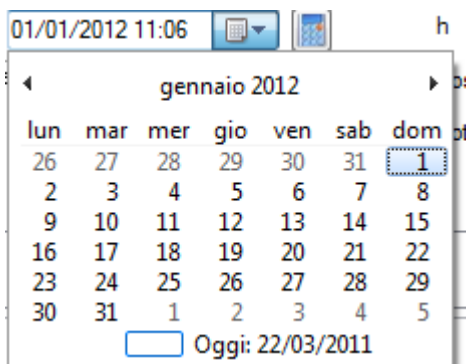 01/01/2012 11:06 h
gennaio 2012
lun mar mer gio ven sab dom
26 27 28 29 30 31 1
2 3 4 5 6 7 8
9 10 11 12 13 14 15
16 17 18 19 20 21 22
23 24 25 26 27 28 29
30 31 1 2 3 4 5
Oggi: 22/03/2011